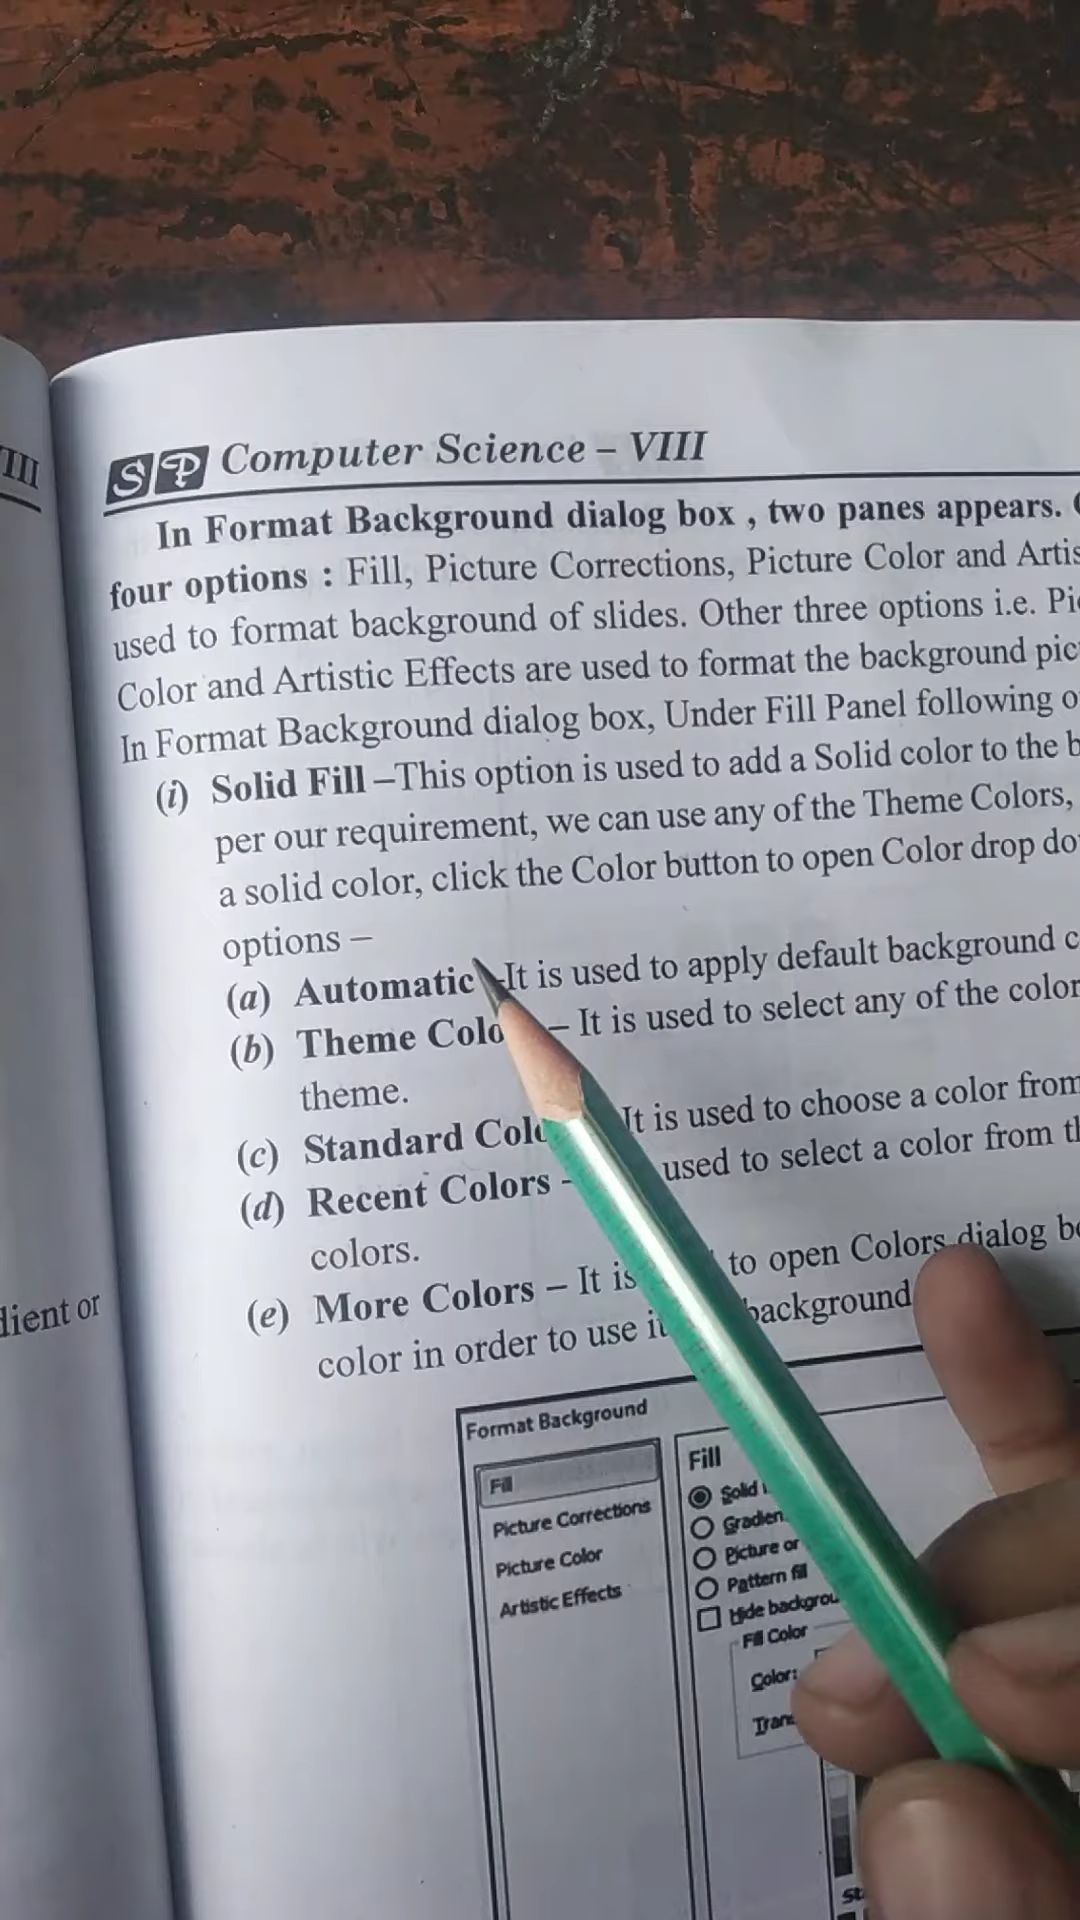 III
SP Computer Science – VIII
In Format Background dialog box , two panes appears.
four options : Fill, Picture Corrections, Picture Color and
used to format background of slides. Other three options i.e.
Color and Artistic Effects are used to format the background
In Format Background dialog box, Under Fill Panel following
(i) Solid Fill –This option is used to add a Solid color to the
per our requirement, we can use any of the Theme Colors,
a solid color, click the Color button to open Color drop
options –
(a) Automatic -It is used to apply default background
(b) Theme – It is used to select any of the
theme.
(c) Standard It is used to choose a color from
(d) Recent Colors - used to select a color from
colors.
(e) More Colors – It is to open Colors dialog
color in order to use background
dient or
Format Background
Fill
Picture Corrections
Picture Color
Artistic Effects
Fill
Solid
Picture or
Pattern fill
Hide
Fill Color
Color: